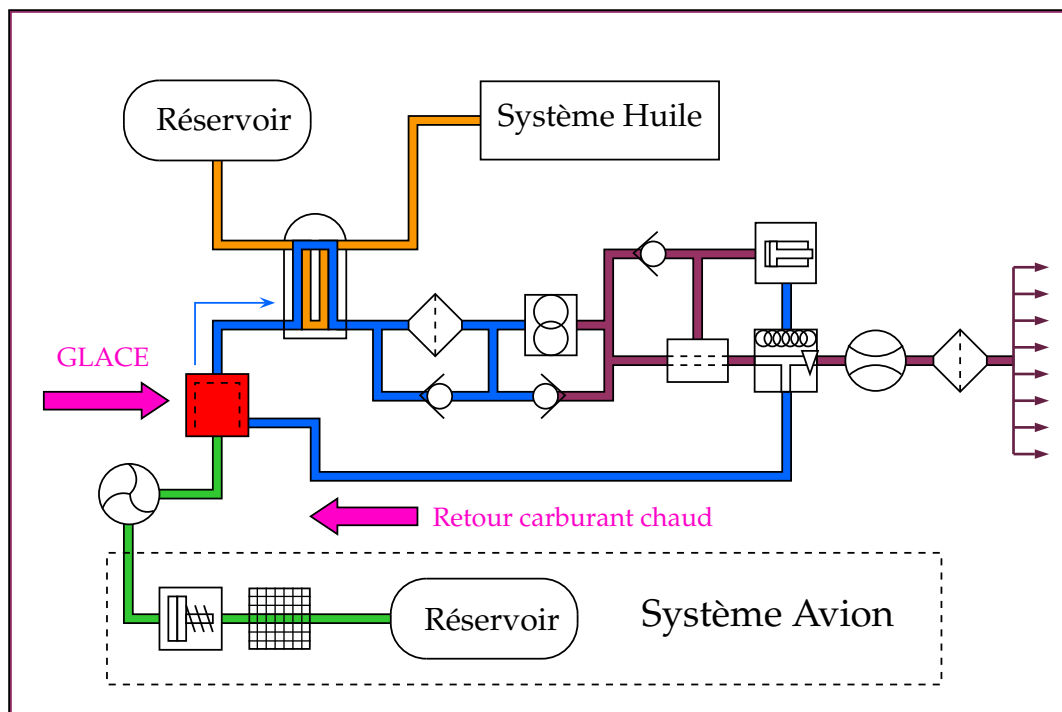 Réservoir
Système Huile
GLACE
Retour carburant chaud
Réservoir
Système Avion